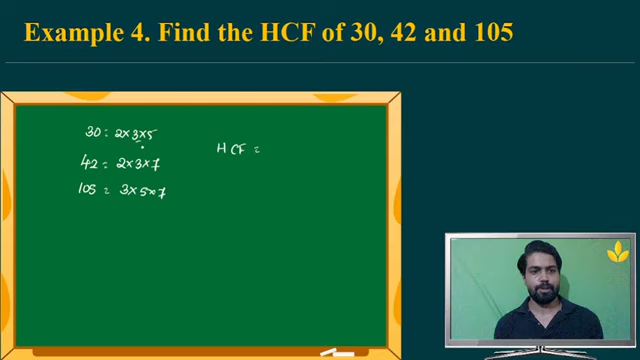 Example 4. Find the HCF of 30, 42 and 105
30 = 2×3×5
42 = 2×3×7
105 = 3×5×7
HCF =